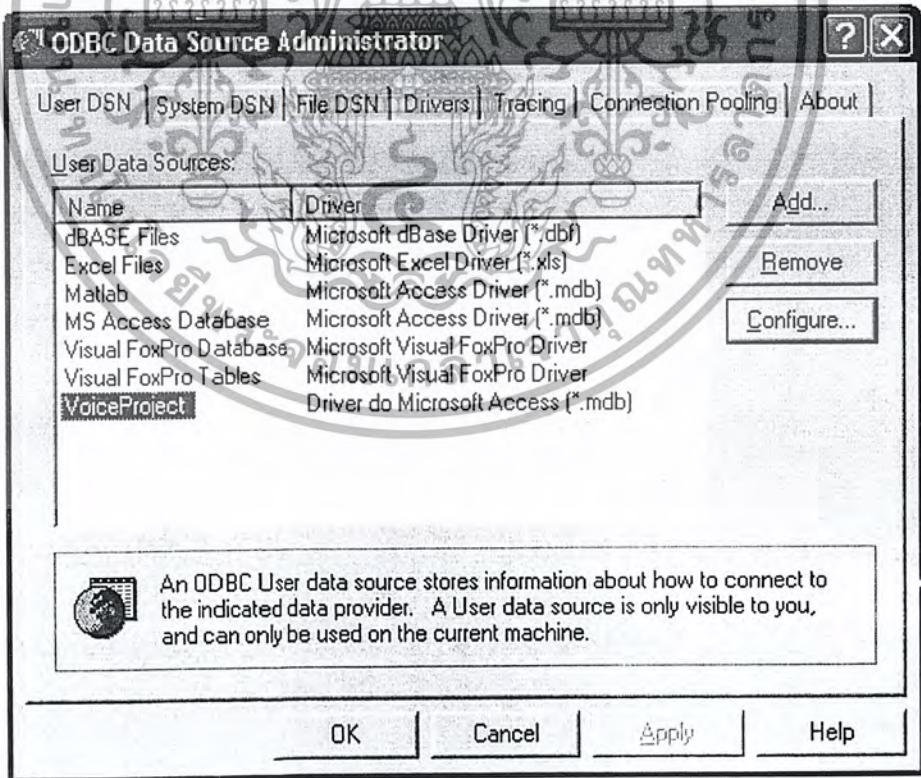 ODBC Data Source Administrator
User DSN System DSN File DSN Drivers Tracing Connection Pooling About
User Data Sources:
Name Driver
dBASE Files Microsoft dBase Driver (*.dbf)
Excel Files Microsoft Excel Driver (*.xls)
Matlab Microsoft Access Driver (*.mdb)
MS Access Database Microsoft Access Driver (*.mdb)
Visual FoxPro Database Microsoft Visual FoxPro Driver
Visual FoxPro Tables Microsoft Visual FoxPro Driver
VoiceProject Driver do Microsoft Access (*.mdb)
Add...
Remove
Configure...
An ODBC User data source stores information about how to connect to
the indicated data provider. A User data source is only visible to you,
and can only be used on the current machine.
OK Cancel Apply Help